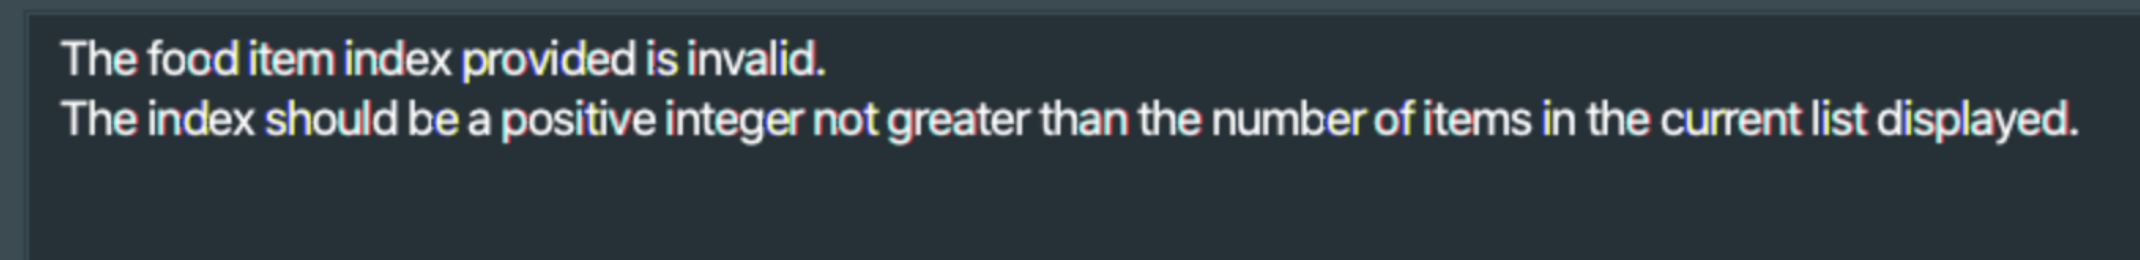 The food item index provided is invalid.
The index should be a positive integer not greater than the number of items in the current list displayed.